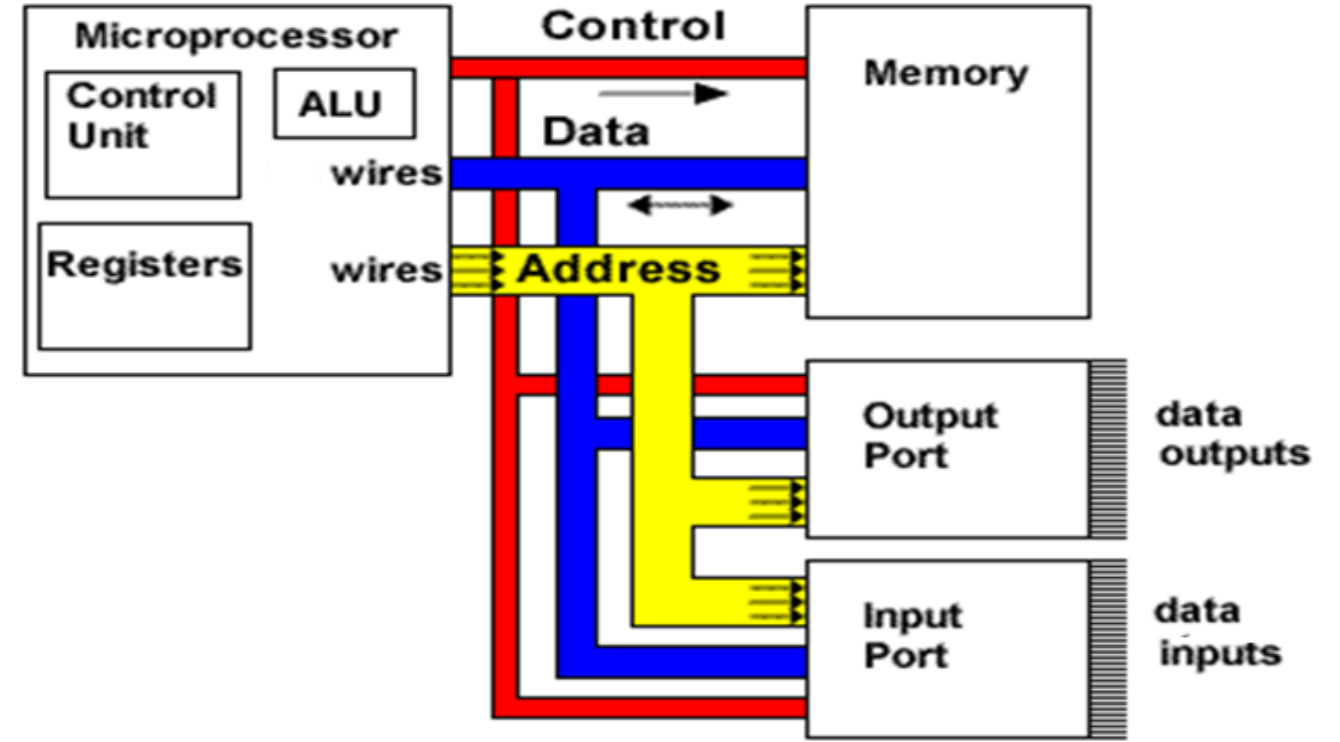 Microprocessor
Control
Unit
ALU
wires
Registers
wires
Control
Data
Address
Memory
Output
Port
data
outputs
Input
Port
data
inputs